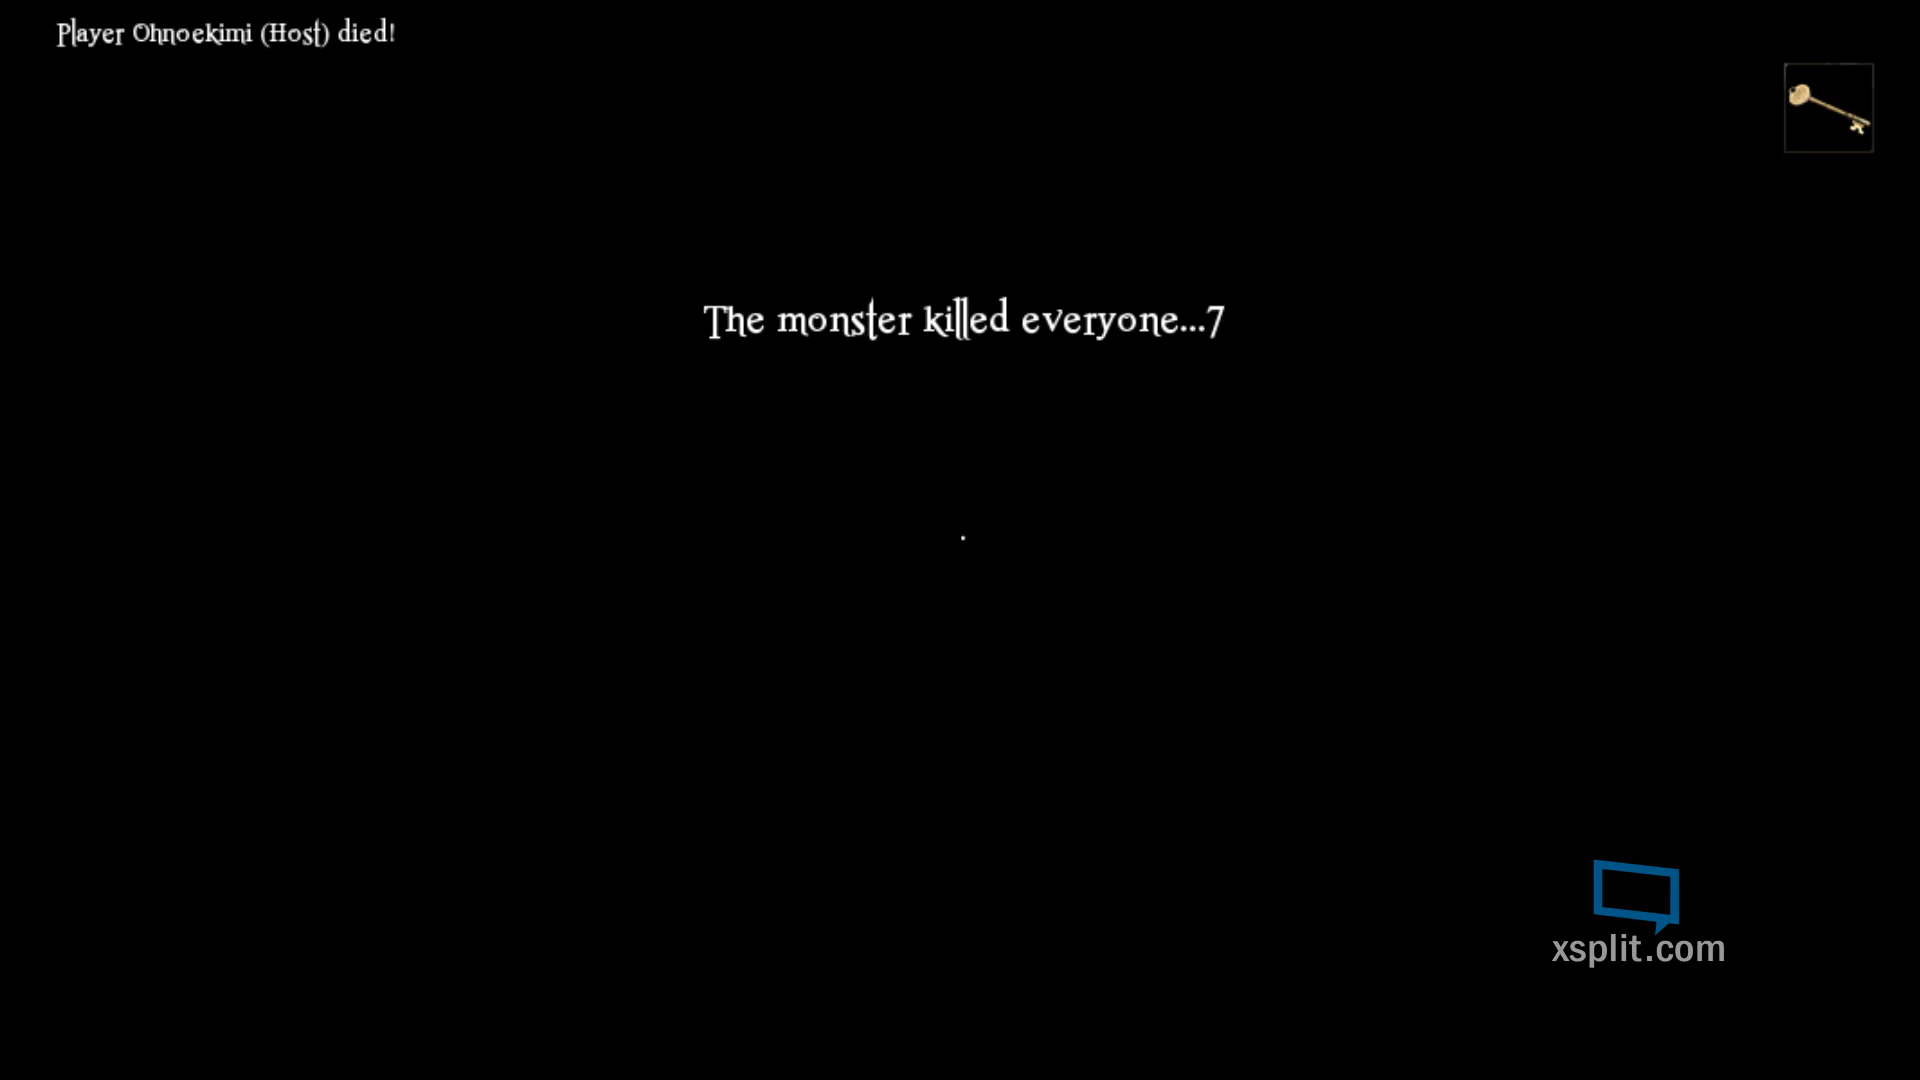 Player Ohnoekimi (Host) died!
The monster killed everyone...7
xsplit.com